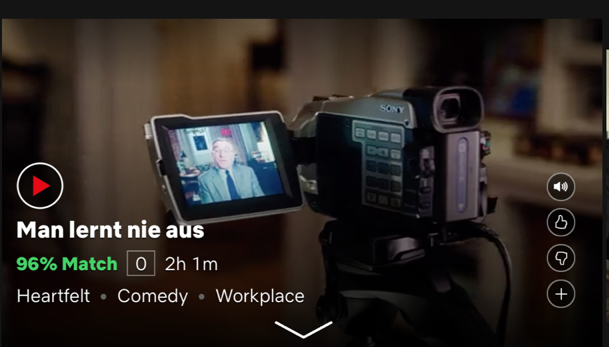 SONY
Man lernt nie aus
96% Match 0 2h 1m
Heartfelt • Comedy • Workplace